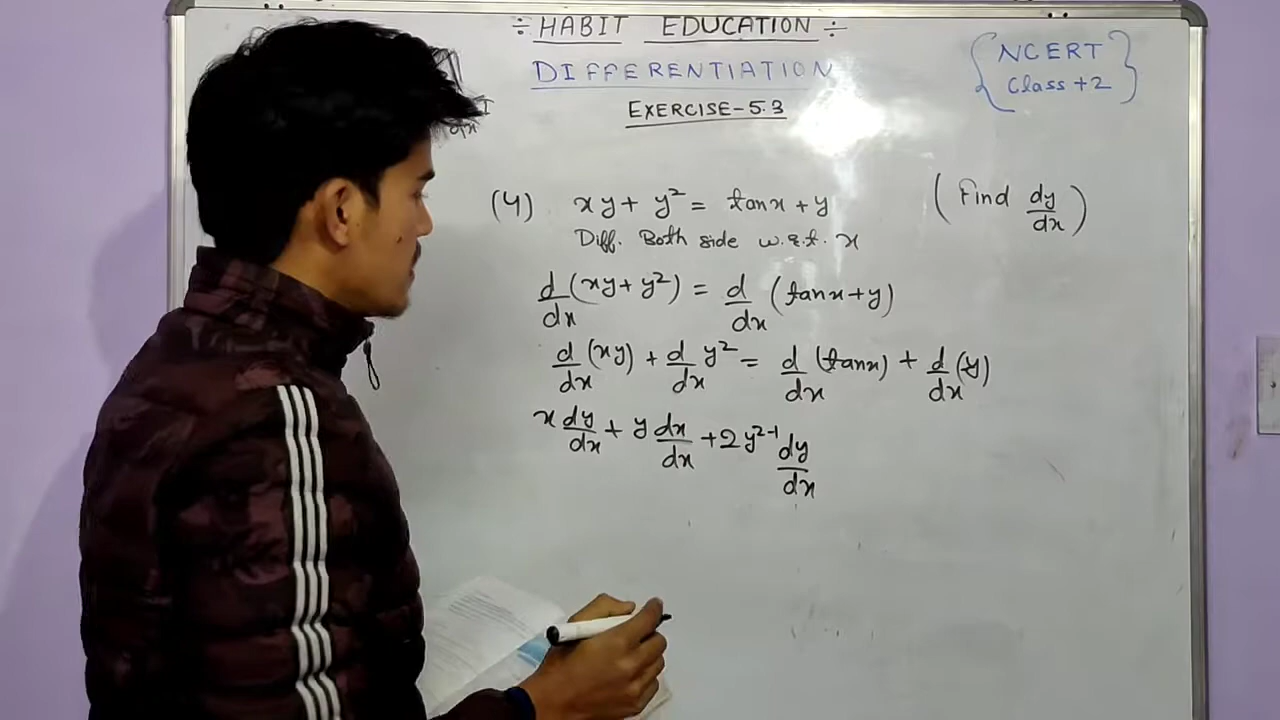 ÷ HABIT EDUCATION ÷
DIFFERENTIATION
{NCERT
Class +2}
EXERCISE-5.3
dx
(4) xy + y² = tanx + y (Find dy/dx)
Diff. Both side w.r.t. x
d/dx (xy + y²) = d/dx (tanx + y)
d/dx (xy) + d/dx y² = d/dx (tanx) + d/dx (y)
x dy/dx + y dx/dx + 2y²⁻¹ dy/dx